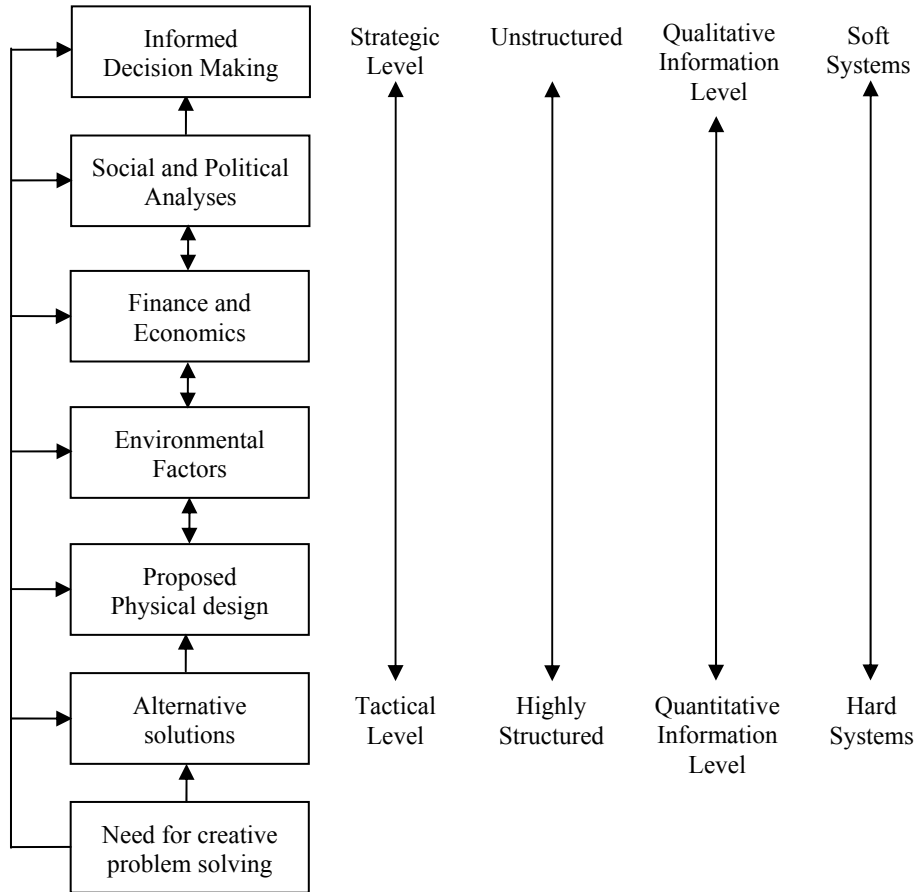 Informed
Decision Making
Strategic
Level
Unstructured
Qualitative
Information
Level
Soft
Systems
Social and Political
Analyses
Finance and
Economics
Environmental
Factors
Proposed
Physical design
Alternative
solutions
Tactical
Level
Highly
Structured
Quantitative
Information
Level
Hard
Systems
Need for creative
problem solving